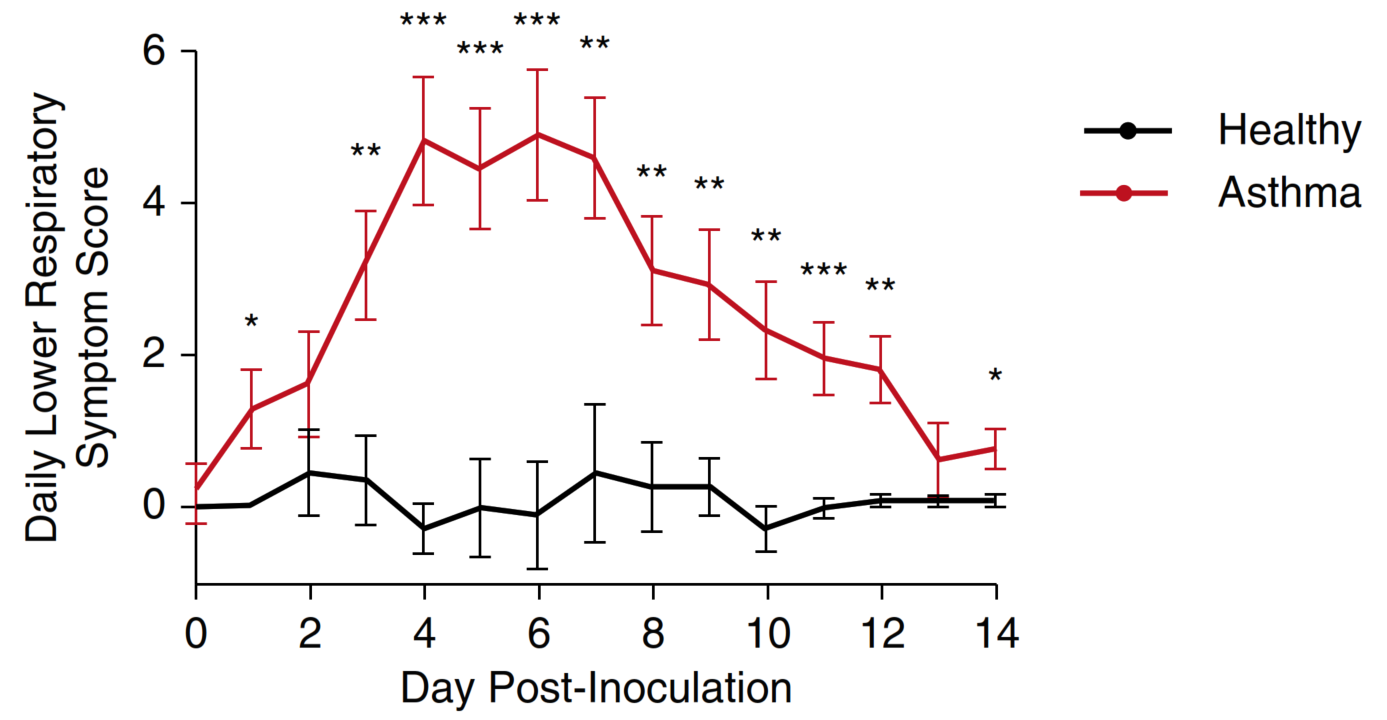 ***
***
***
**
6
**
Healthy
**
**
Asthma
4
**
***
**
*
2
*
0
Daily Lower Respiratory
Symptom Score
0 2 4 6 8 10 12 14
Day Post-Inoculation